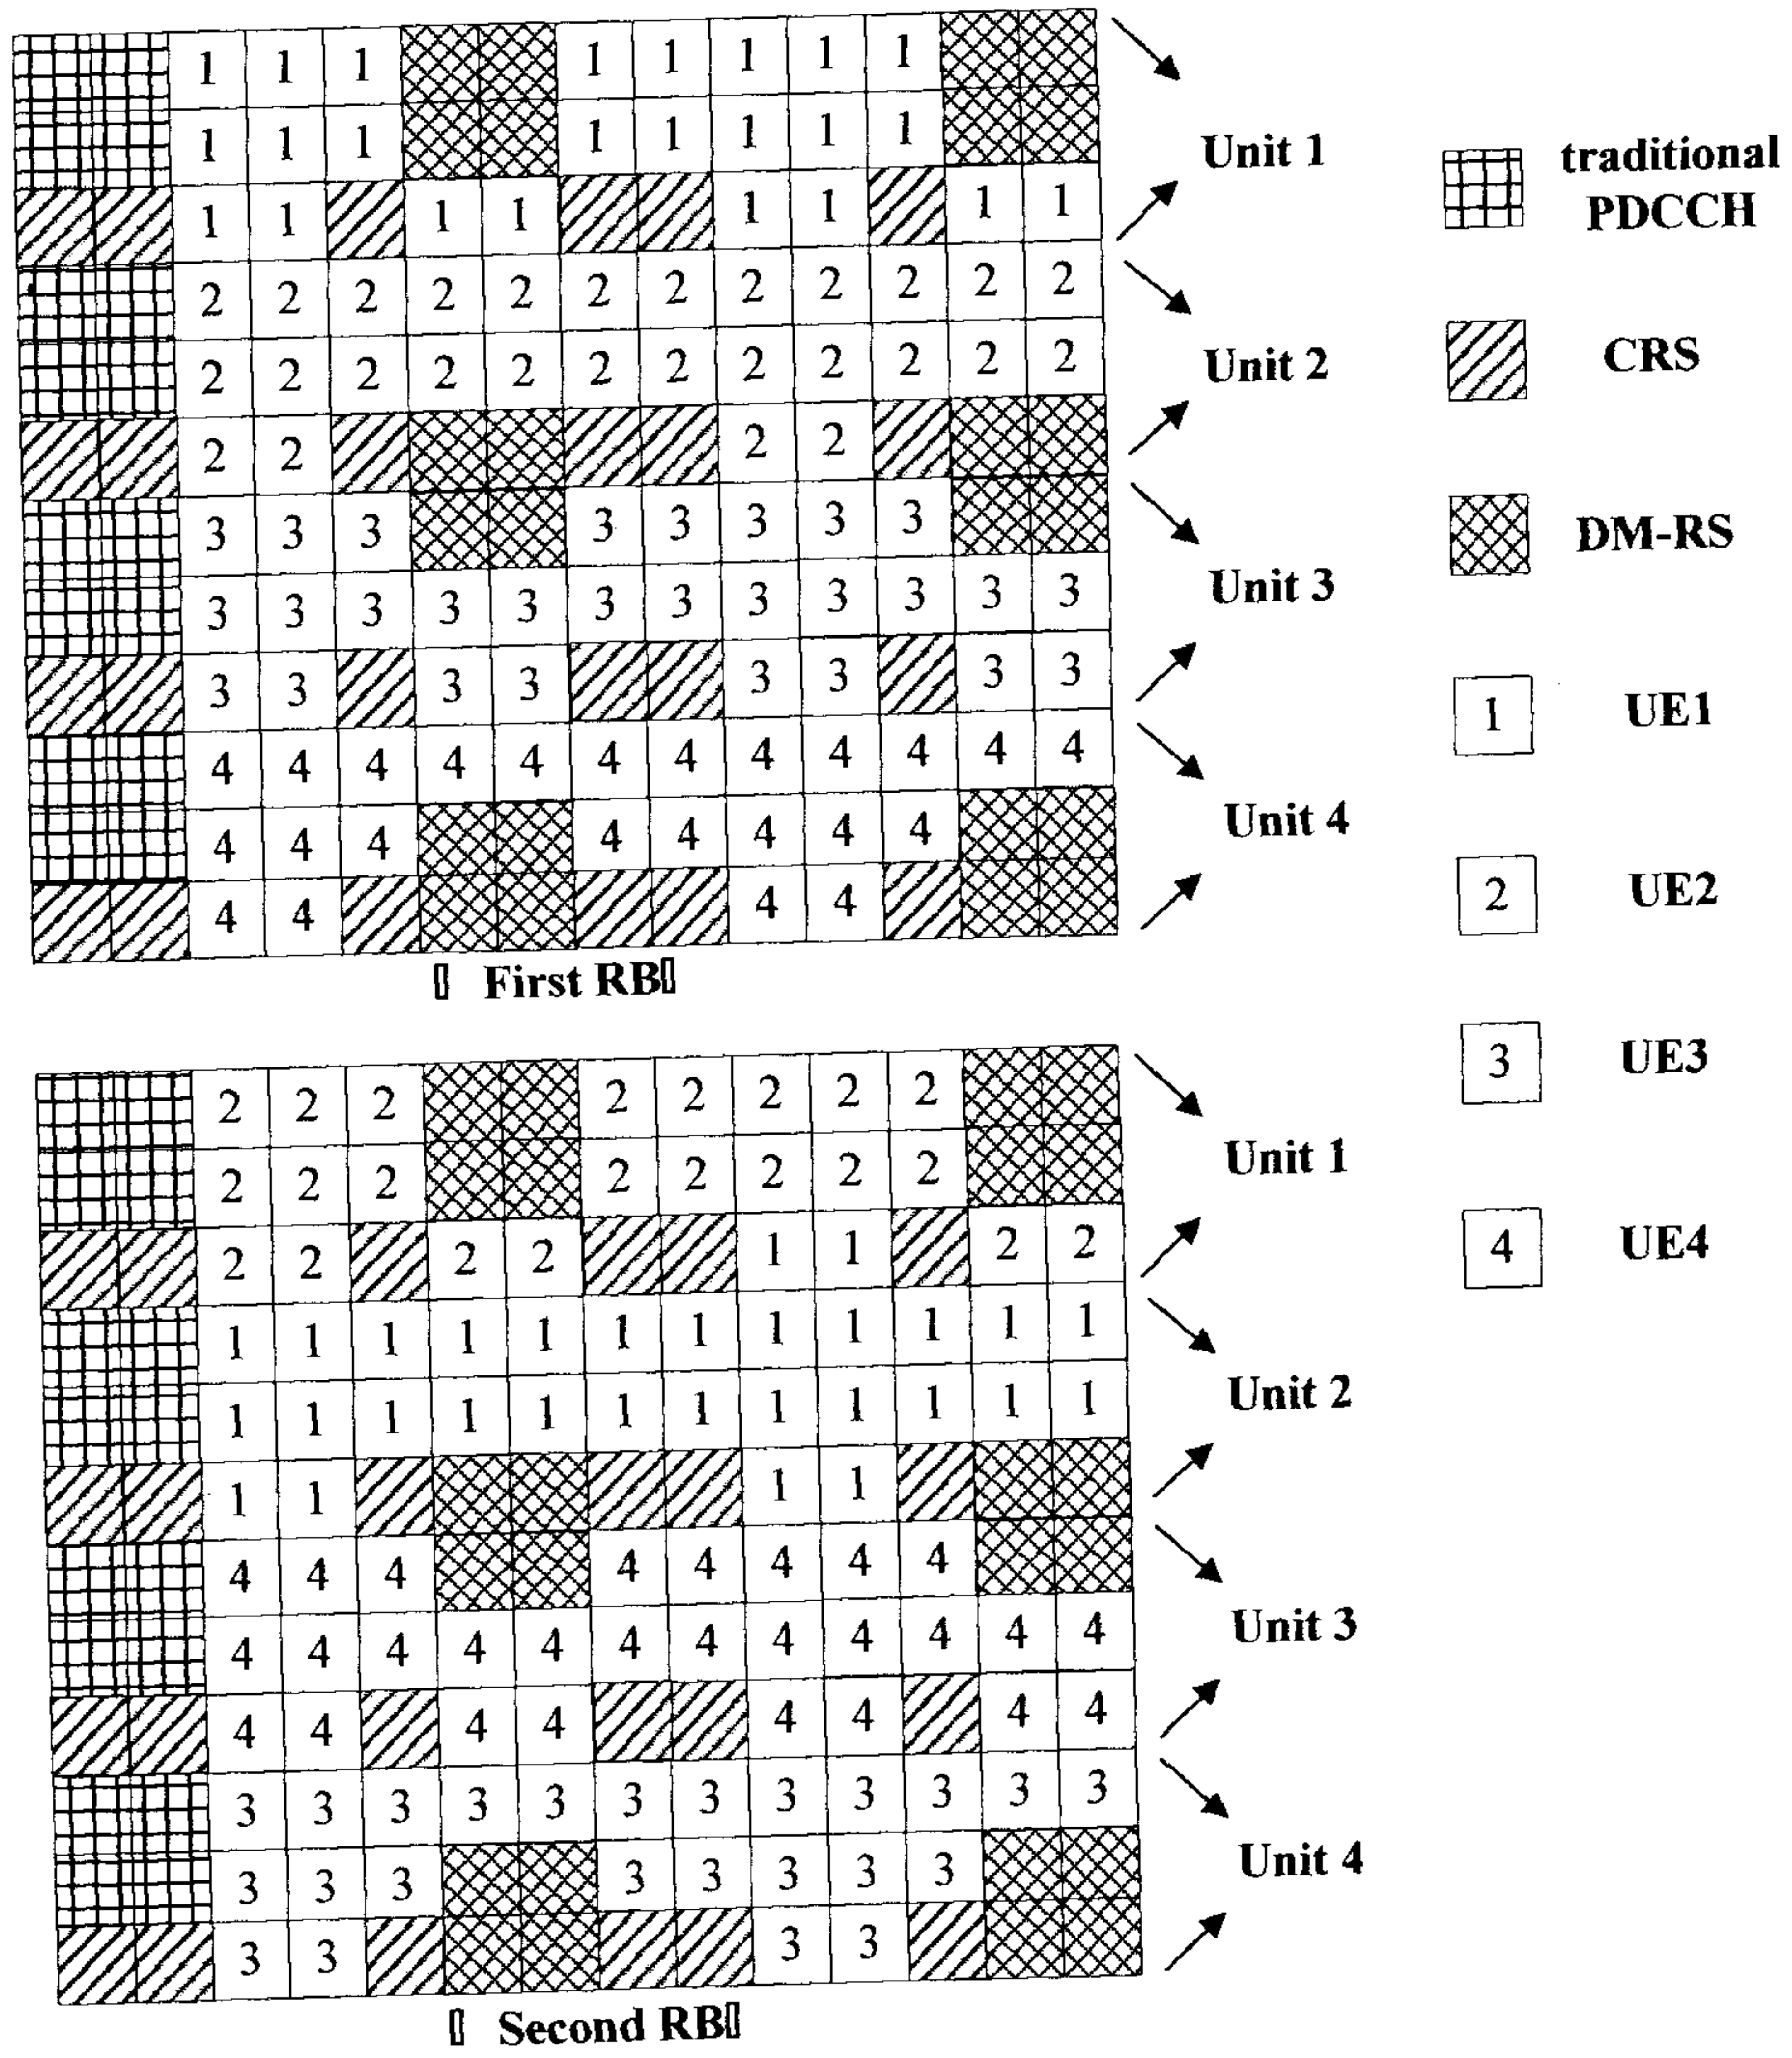 1 1 1 1 1 1 1 1
1 1 1 1 1 1 1 1
1 1 1 1 1 1 1 1
Unit 1
2 2 2 2 2 2 2 2 2 2 2 2
2 2 2 2 2 2 2 2 2 2 2 2
2 2 2 2
Unit 2
3 3 3 3 3 3 3 3
3 3 3 3 3 3 3 3 3 3 3 3
3 3 3 3 3 3 3 3
Unit 3
4 4 4 4 4 4 4 4 4 4 4 4
4 4 4 4 4 4 4 4
4 4 4 4
Unit 4
First RB
2 2 2 2 2 2 2 2
2 2 2 2 2 2 2 2
2 2 2 2 1 1 2 2
Unit 1
1 1 1 1 1 1 1 1 1 1 1 1
1 1 1 1 1 1 1 1 1 1 1 1
1 1 1 1
Unit 2
4 4 4 4 4 4 4 4
4 4 4 4 4 4 4 4 4 4 4 4
4 4 4 4 4 4 4 4
Unit 3
3 3 3 3 3 3 3 3 3 3 3 3
3 3 3 3 3 3 3 3
3 3 3 3
Unit 4
Second RB
traditional
PDCCH
CRS
DM-RS
1 UE1
2 UE2
3 UE3
4 UE4